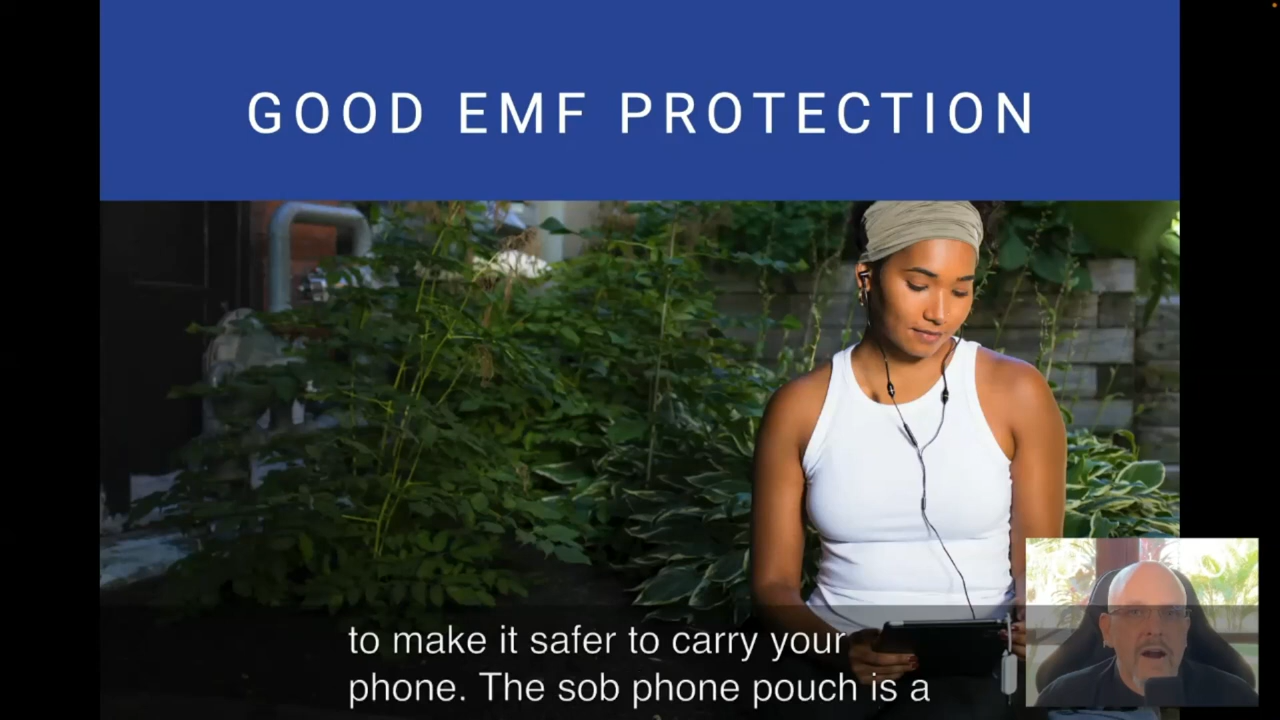 GOOD EMF PROTECTION
to make it safer to carry your
phone. The sob phone pouch is a